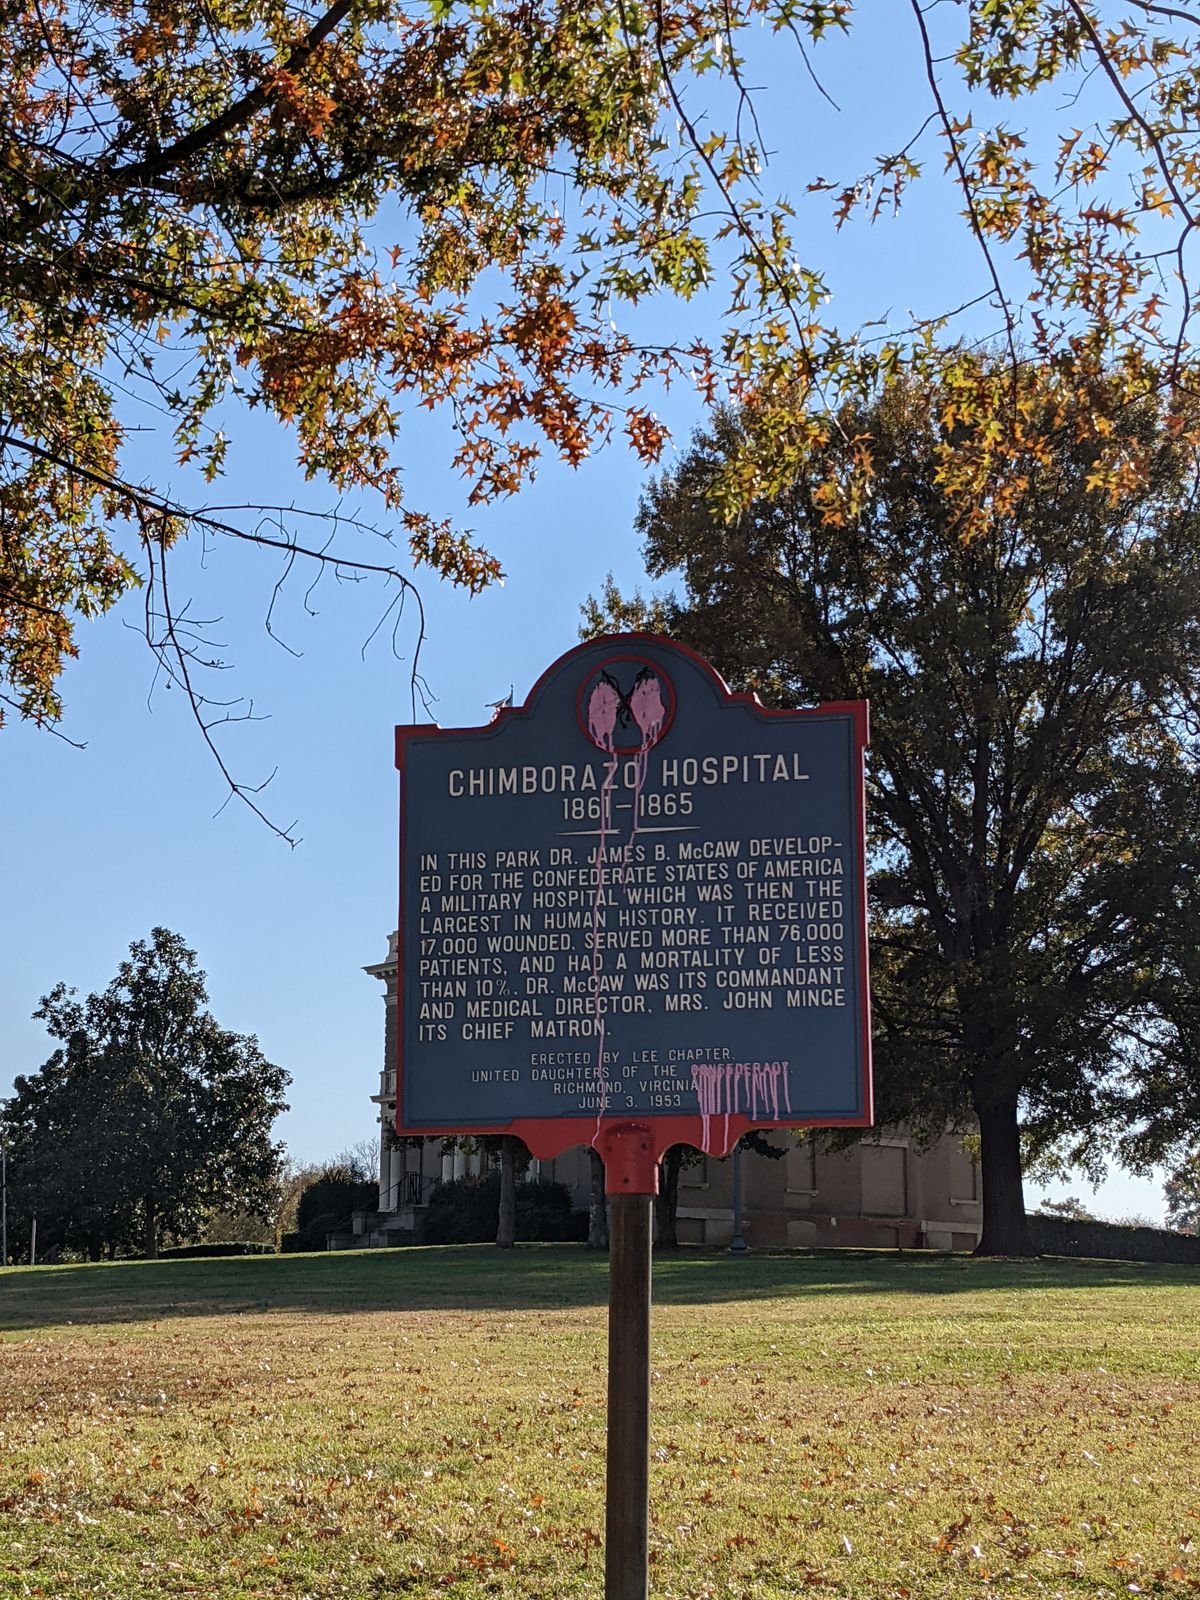 CHIMBORAZO HOSPITAL
1861–1865
IN THIS PARK DR. JAMES B. McCAW DEVELOP-
ED FOR THE CONFEDERATE STATES OF AMERICA
A MILITARY HOSPITAL WHICH WAS THEN THE
LARGEST IN HUMAN HISTORY. IT RECEIVED
17,000 WOUNDED, SERVED MORE THAN 76,000
PATIENTS, AND HAD A MORTALITY OF LESS
THAN 10%. DR. McCAW WAS ITS COMMANDANT
AND MEDICAL DIRECTOR, MRS. JOHN MINCE
ITS CHIEF MATRON.
ERECTED BY LEE CHAPTER,
UNITED DAUGHTERS OF THE CONFEDERACY.
RICHMOND, VIRGINIA
JUNE 3, 1953